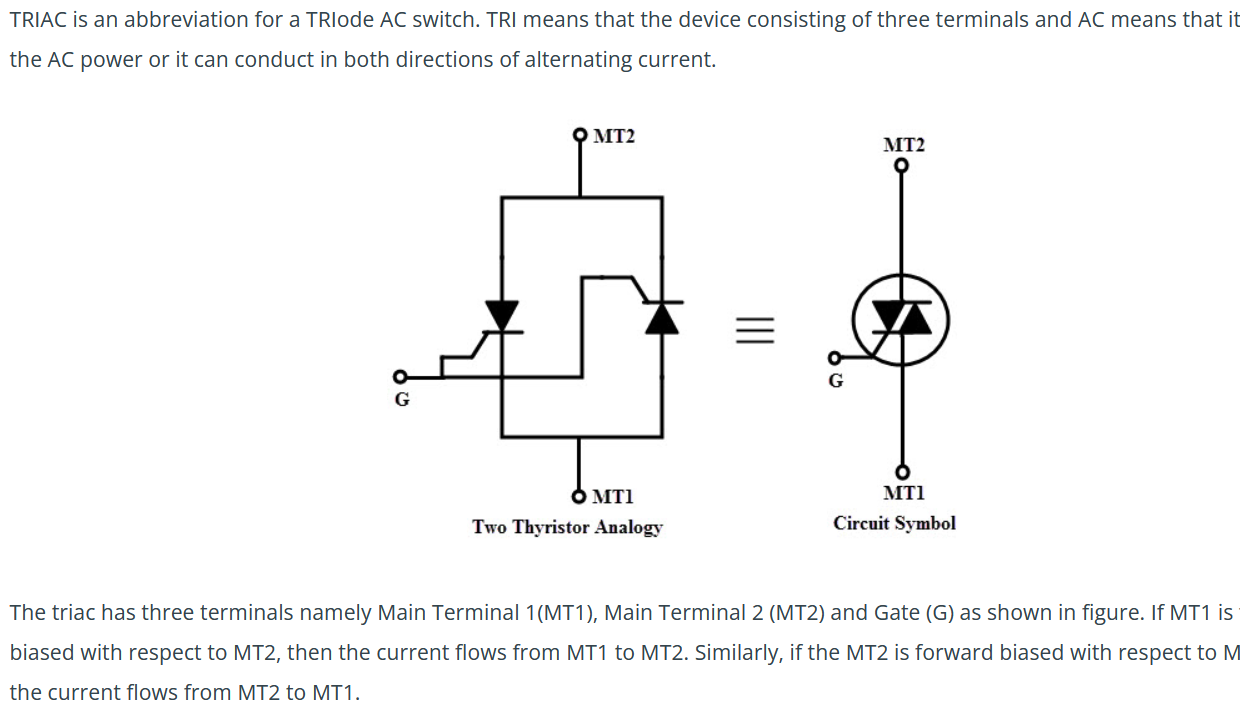 TRIAC is an abbreviation for a TRIode AC switch. TRI means that the device consisting of three terminals and AC means that it
the AC power or it can conduct in both directions of alternating current.
MT2
MT2
G
G
MT1
MT1
Two Thyristor Analogy
Circuit Symbol
The triac has three terminals namely Main Terminal 1(MT1), Main Terminal 2 (MT2) and Gate (G) as shown in figure. If MT1 is
biased with respect to MT2, then the current flows from MT1 to MT2. Similarly, if the MT2 is forward biased with respect to
the current flows from MT2 to MT1.